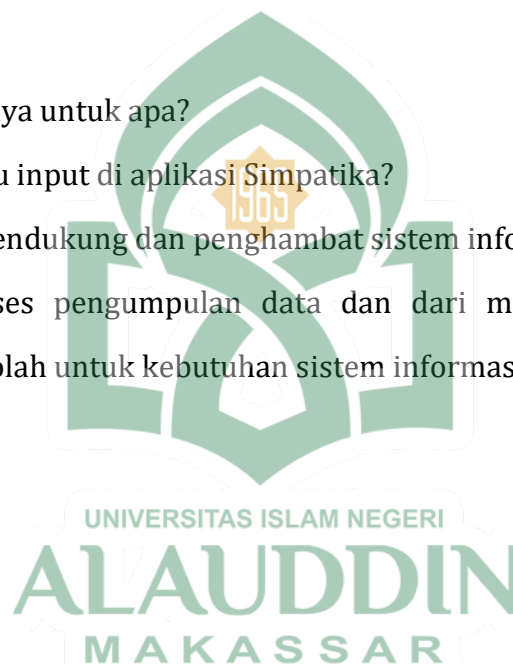 ya untuk apa?
u input di aplikasi Simpatika?
endukung dan penghambat sistem info
ses pengumpulan data dan dari m
olah untuk kebutuhan sistem informas
1965
UNIVERSITAS ISLAM NEGERI
ALAUDDIN
MAKASSAR